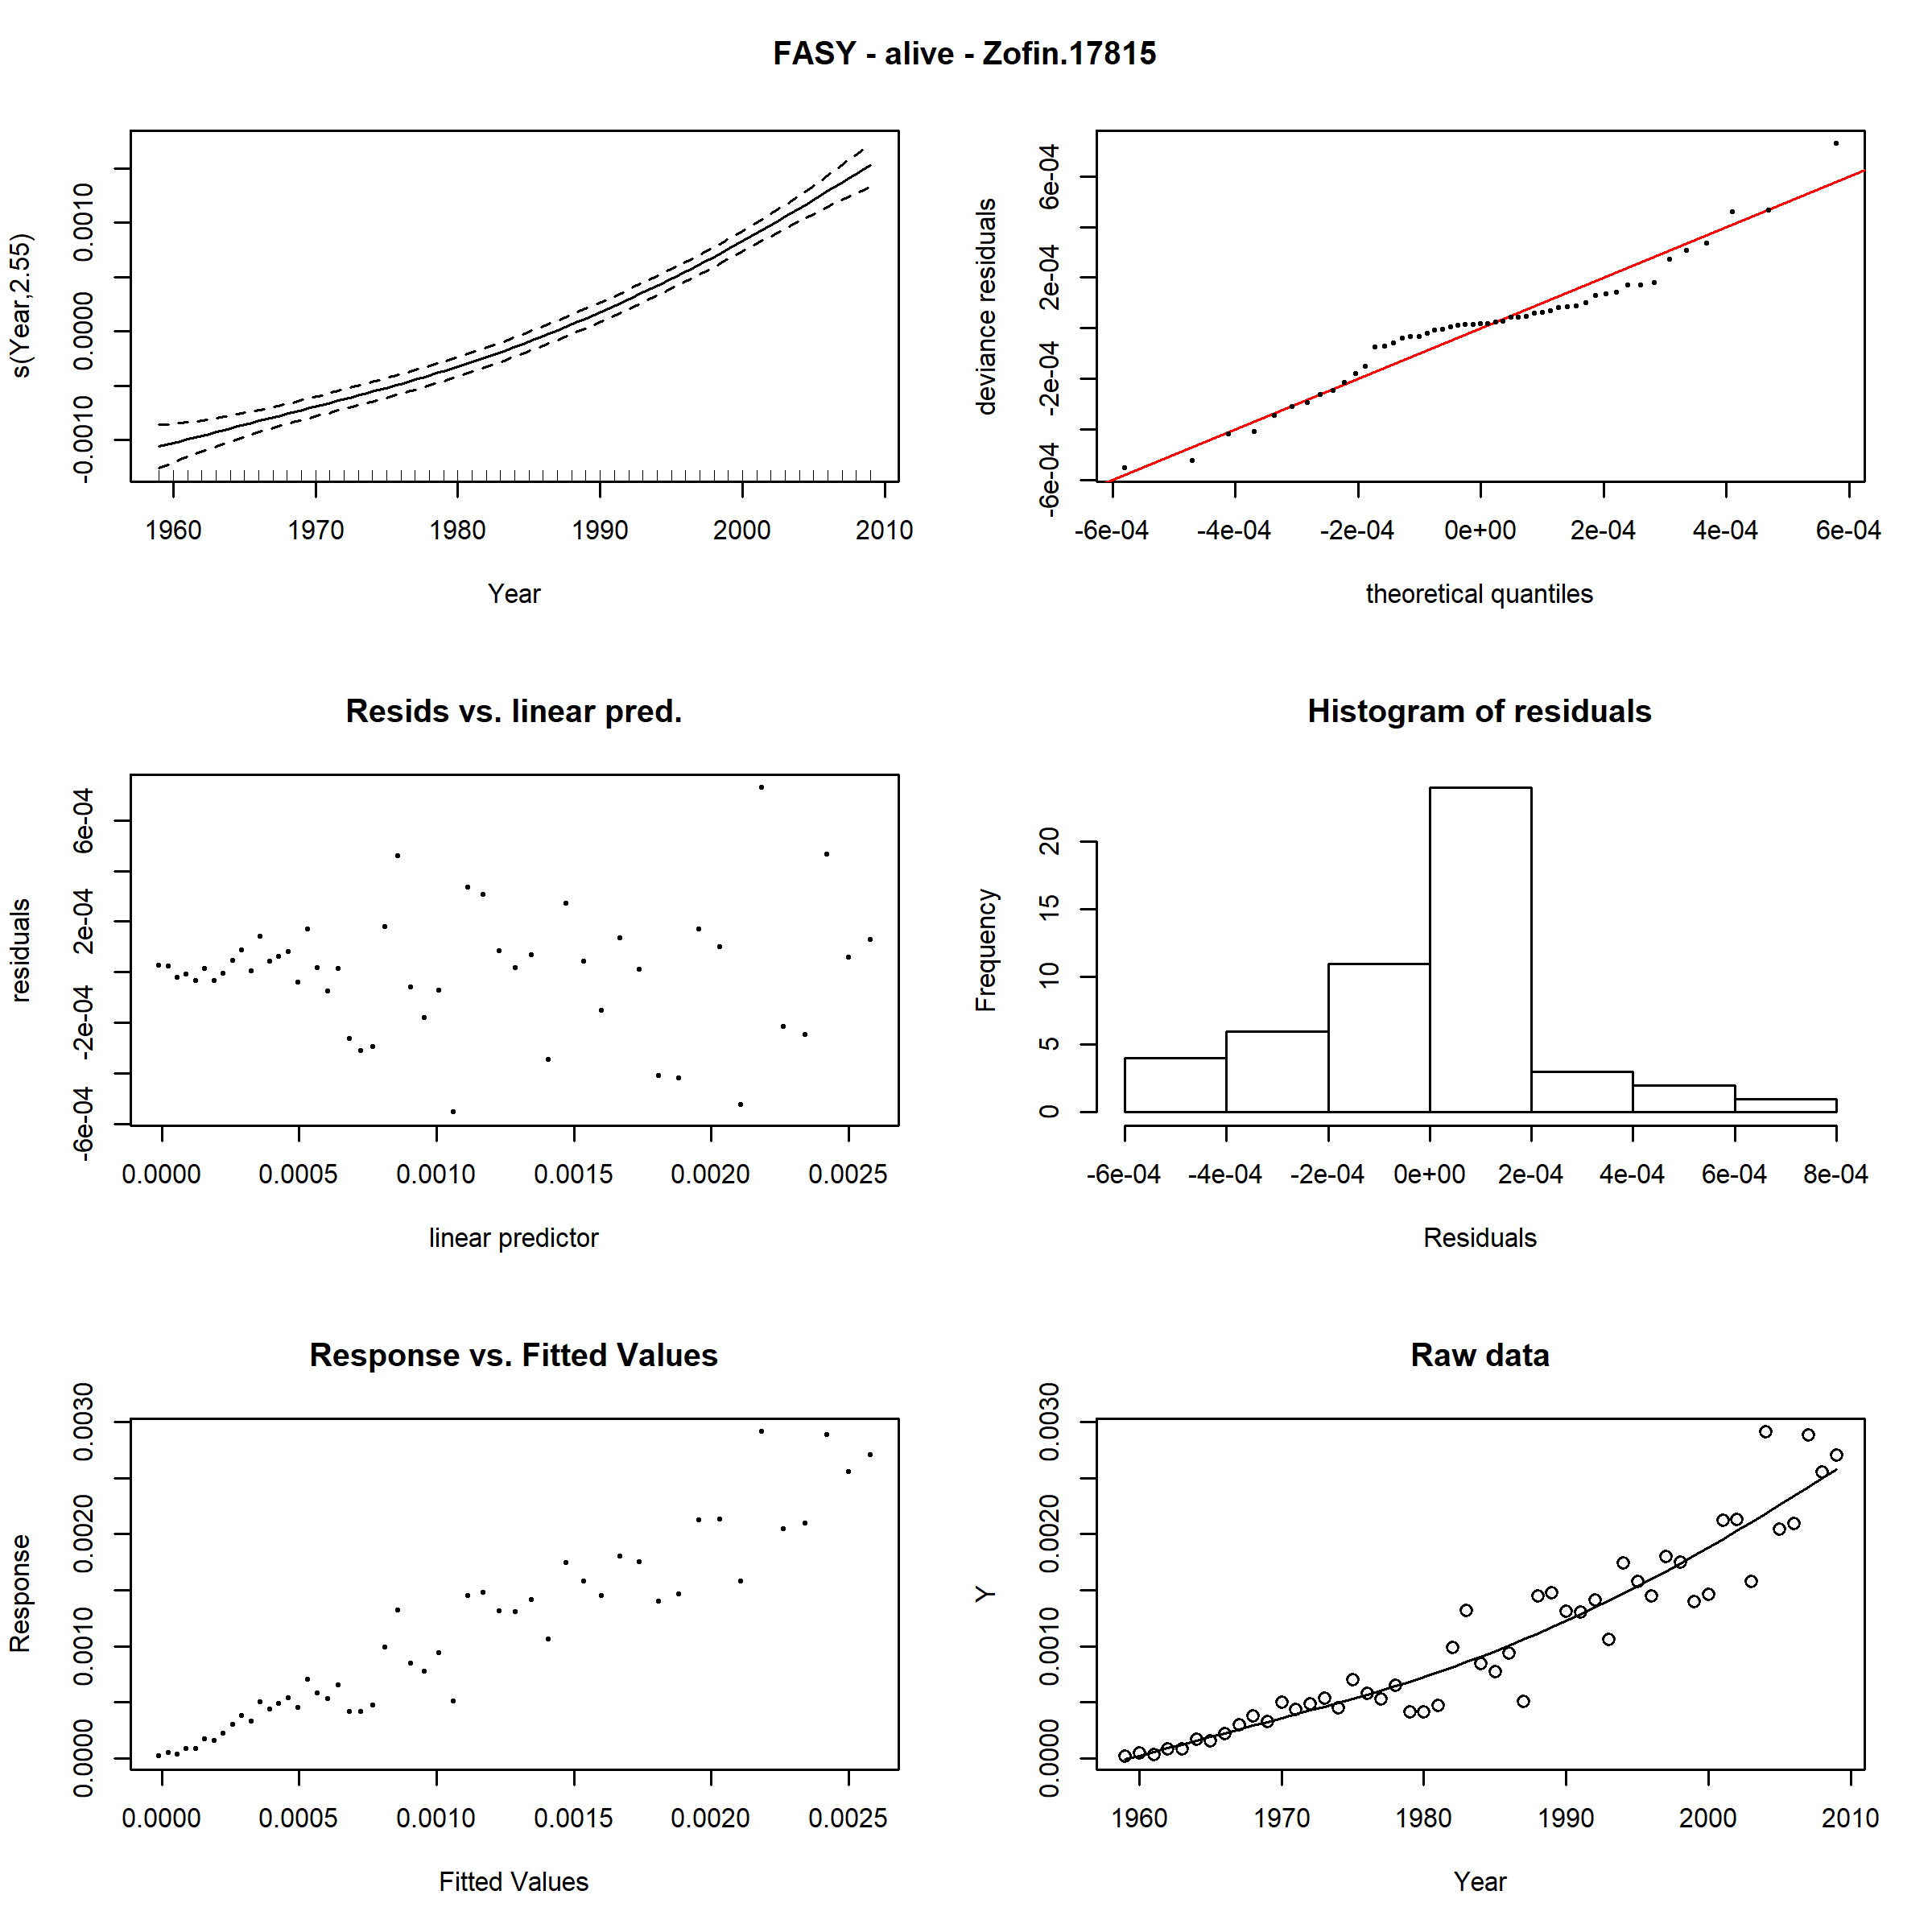 FASY - alive - Zofin.17815
s(Year,2.55)
-0.0010 0.0000 0.0010
1960 1970 1980 1990 2000 2010
Year
deviance residuals
-6e-04 -2e-04 2e-04 6e-04
-6e-04 -4e-04 -2e-04 0e+00 2e-04 4e-04 6e-04
theoretical quantiles
Resids vs. linear pred.
residuals
-6e-04 -2e-04 2e-04 6e-04
0.0000 0.0005 0.0010 0.0015 0.0020 0.0025
linear predictor
Histogram of residuals
Frequency
0 5 10 15 20
-6e-04 -4e-04 -2e-04 0e+00 2e-04 4e-04 6e-04 8e-04
Residuals
Response vs. Fitted Values
Response
0.0000 0.0010 0.0020 0.0030
0.0000 0.0005 0.0010 0.0015 0.0020 0.0025
Fitted Values
Raw data
Y
0.0000 0.0010 0.0020 0.0030
1960 1970 1980 1990 2000 2010
Year